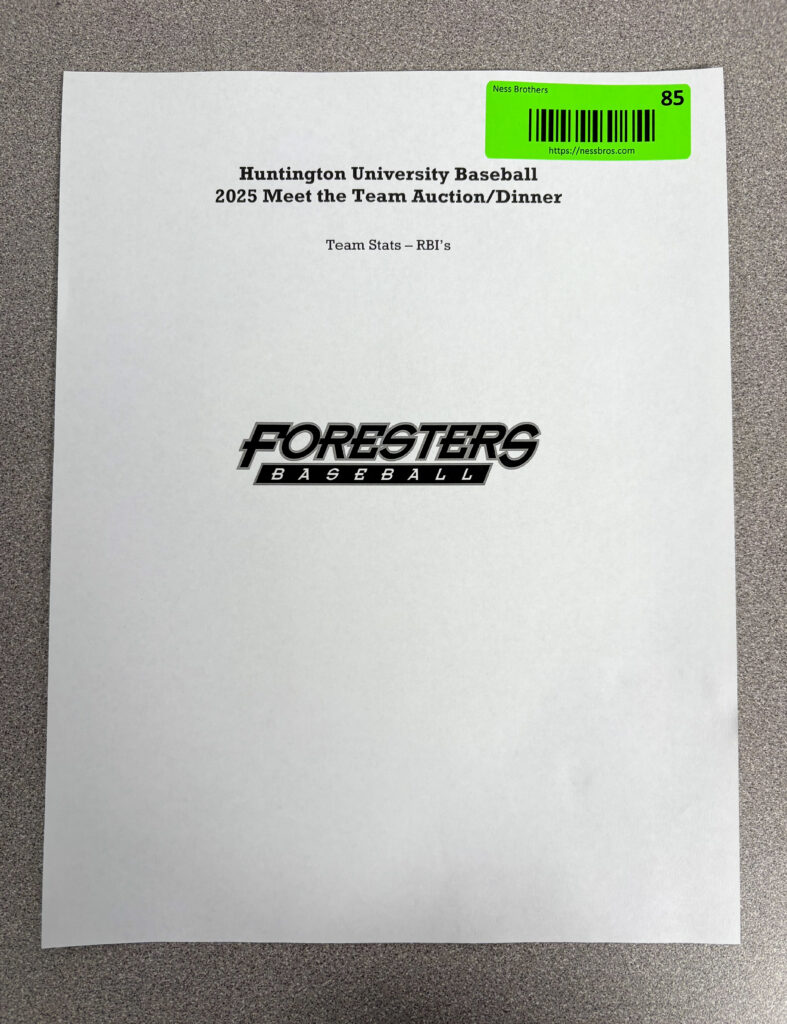 Ness Brothers
85
https://nessbros.com
Huntington University Baseball
2025 Meet the Team Auction/Dinner
Team Stats – RBI's
FORESTERS
BASEBALL